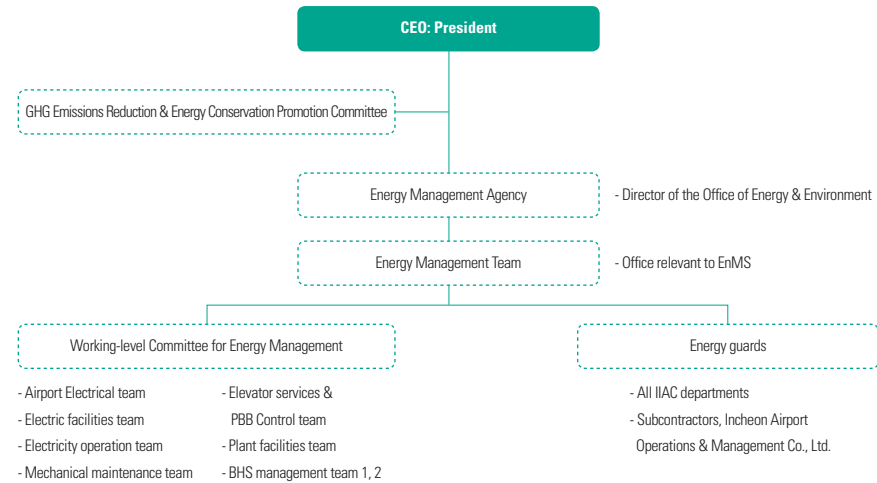 CEO: President
GHG Emissions Reduction & Energy Conservation Promotion Committee
Energy Management Agency
- Director of the Office of Energy & Environment
Energy Management Team
- Office relevant to EnMS
Working-level Committee for Energy Management
- Airport Electrical team
- Electric facilities team
- Electricity operation team
- Mechanical maintenance team
- Elevator services &
PBB Control team
- Plant facilities team
- BHS management team 1, 2
Energy guards
- All IIAC departments
- Subcontractors, Incheon Airport
Operations & Management Co., Ltd.